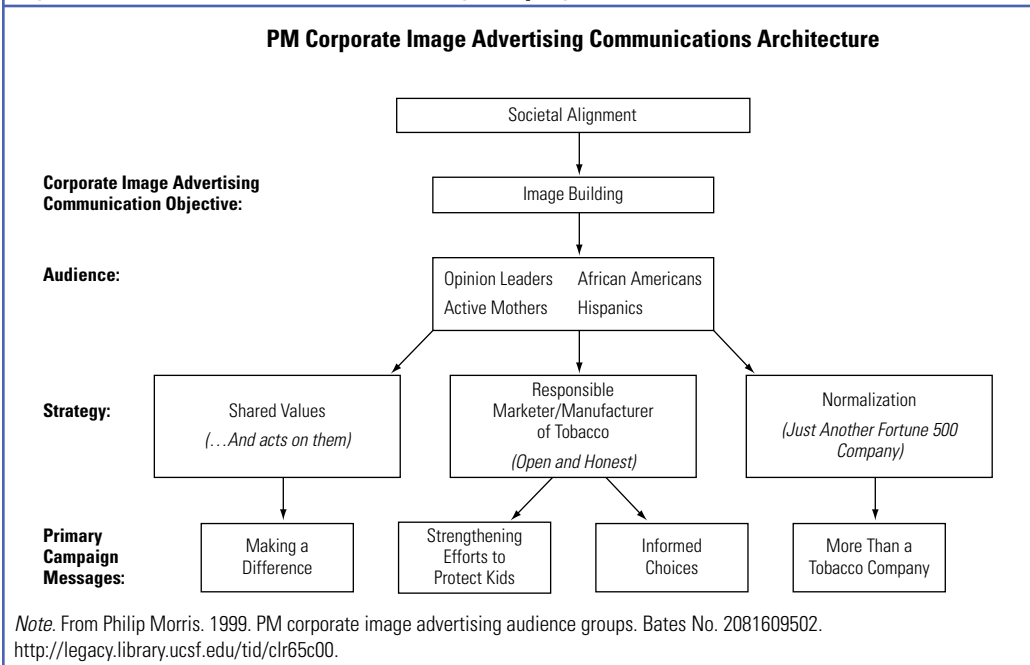 PM Corporate Image Advertising Communications Architecture
Societal Alignment
Corporate Image Advertising
Communication Objective:
Image Building
Audience:
Opinion Leaders African Americans
Active Mothers Hispanics
Strategy:
Shared Values
(…And acts on them)
Responsible
Marketer/Manufacturer
of Tobacco
(Open and Honest)
Normalization
(Just Another Fortune 500
Company)
Primary
Campaign
Messages:
Making a
Difference
Strengthening
Efforts to
Protect Kids
Informed
Choices
More Than a
Tobacco Company
Note. From Philip Morris. 1999. PM corporate image advertising audience groups. Bates No. 2081609502.
http://legacy.library.ucsf.edu/tid/clr65c00.